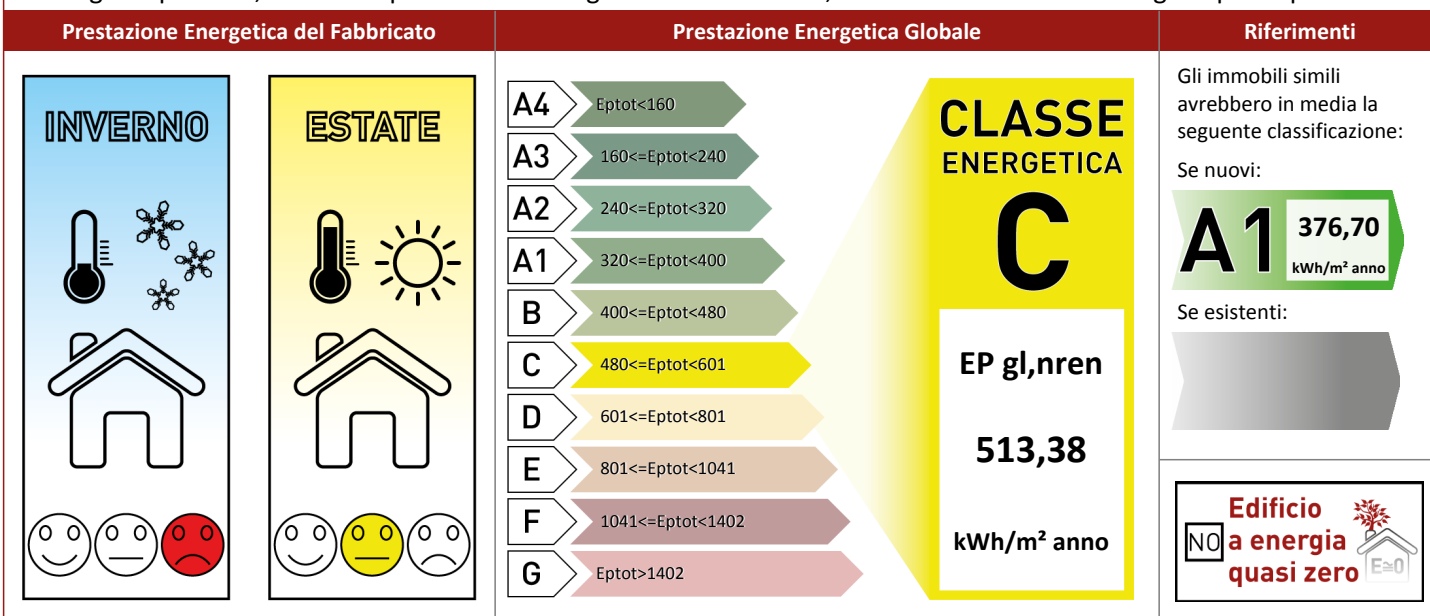 Prestazione Energetica del Fabbricato
Prestazione Energetica Globale
Riferimenti
INVERNO
ESTATE
A4 Eptot<160
A3 160<=Eptot<240
A2 240<=Eptot<320
A1 320<=Eptot<400
B 400<=Eptot<480
C 480<=Eptot<601
D 601<=Eptot<801
E 801<=Eptot<1041
F 1041<=Eptot<1402
G Eptot>1402
CLASSE
ENERGETICA
C
EP gl,nren
513,38
kWh/m² anno
Gli immobili simili
avrebbero in media la
seguente classificazione:
Se nuovi:
A1 376,70
kWh/m² anno
Se esistenti:
Edificio
NO a energia
quasi zero
E≅0